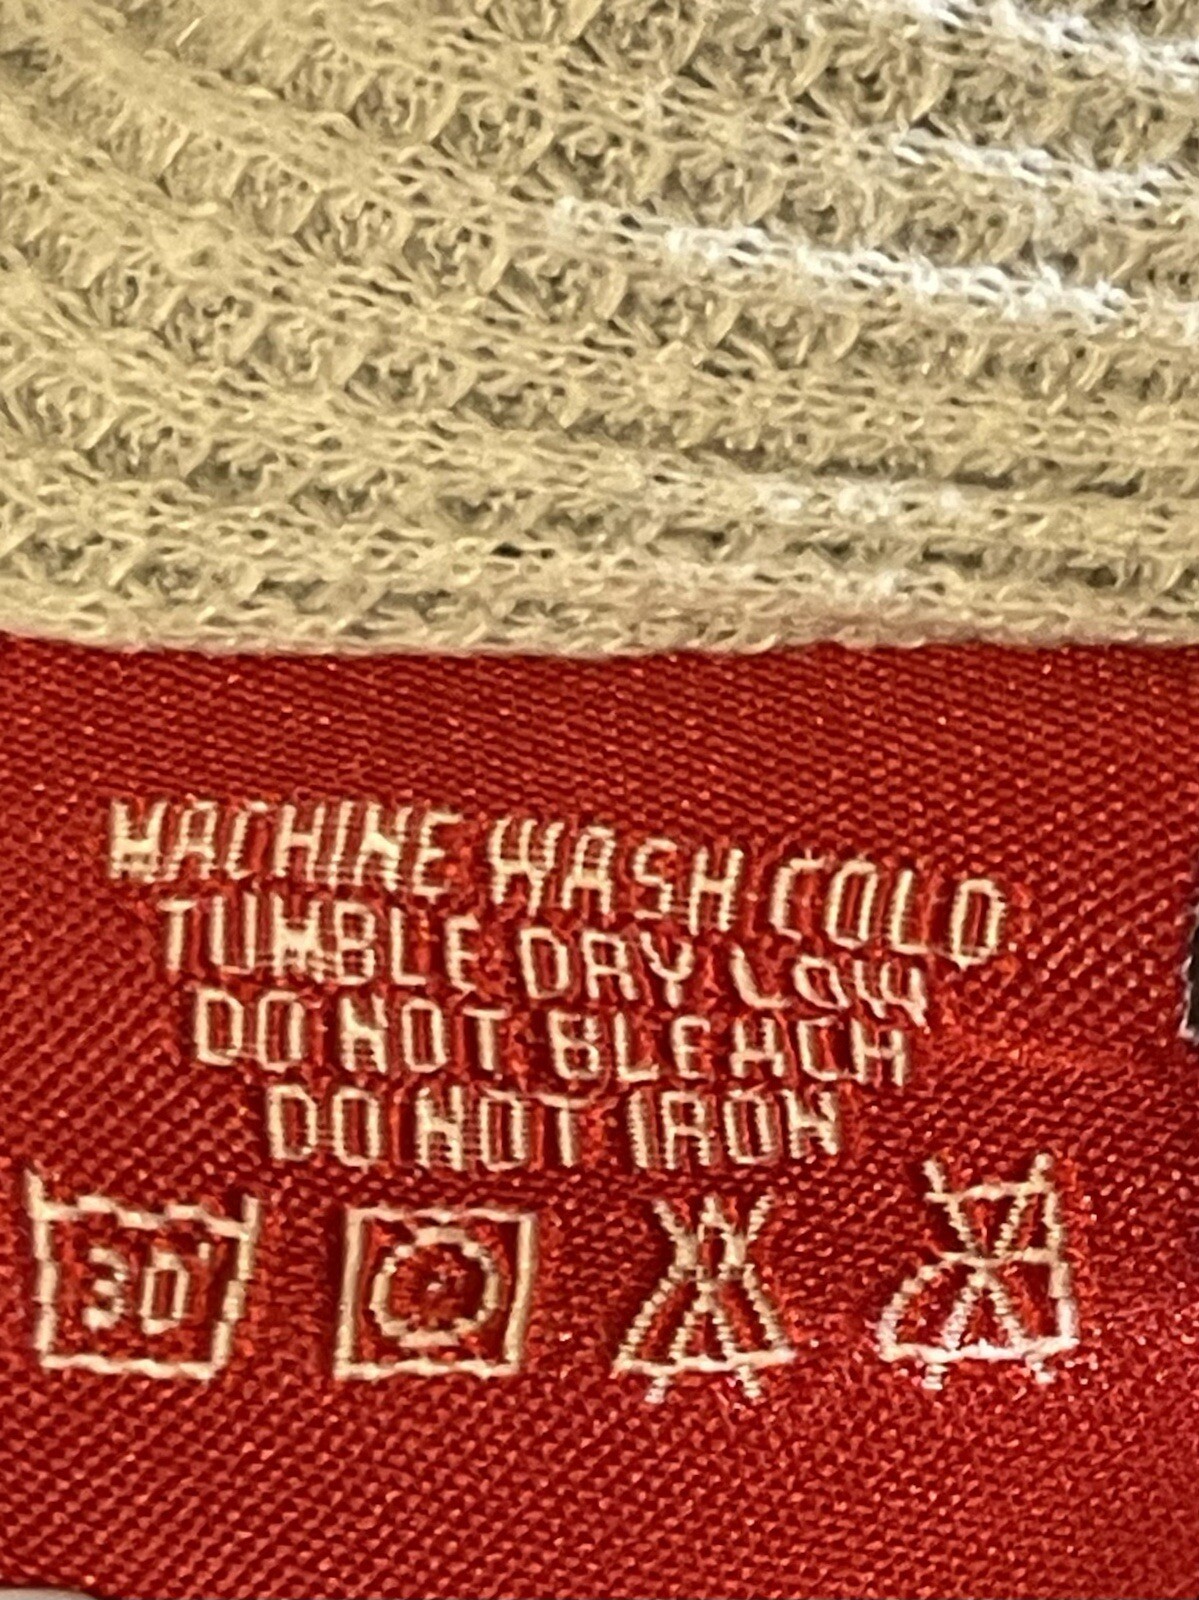 MACHINE WASH COLD
TUMBLE DRY LOW
DO NOT BLEACH
DO NOT IRON
30°